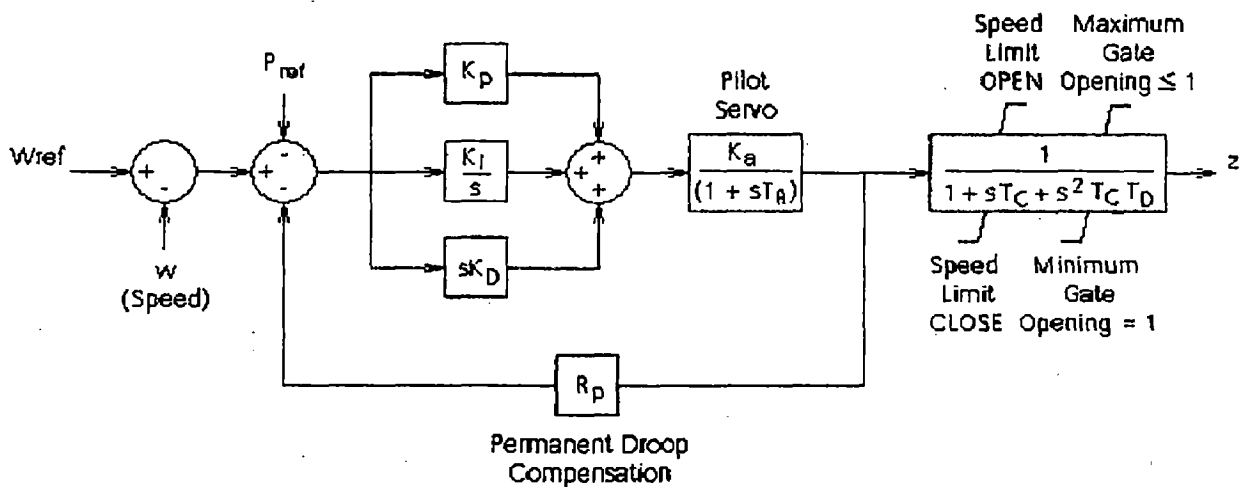 Speed
Limit
OPEN
Maximum
Gate
Opening ≤ 1
Pref
Kp
Pilot
Servo
Wref
+
-
-
+
-
KI
s
+
+
+
Ka
(1 + sTA)
1
1 + sTC + s² TC TD
z
w
(Speed)
sKD
Speed
Limit
CLOSE
Minimum
Gate
Opening = 1
Rp
Permanent Droop
Compensation